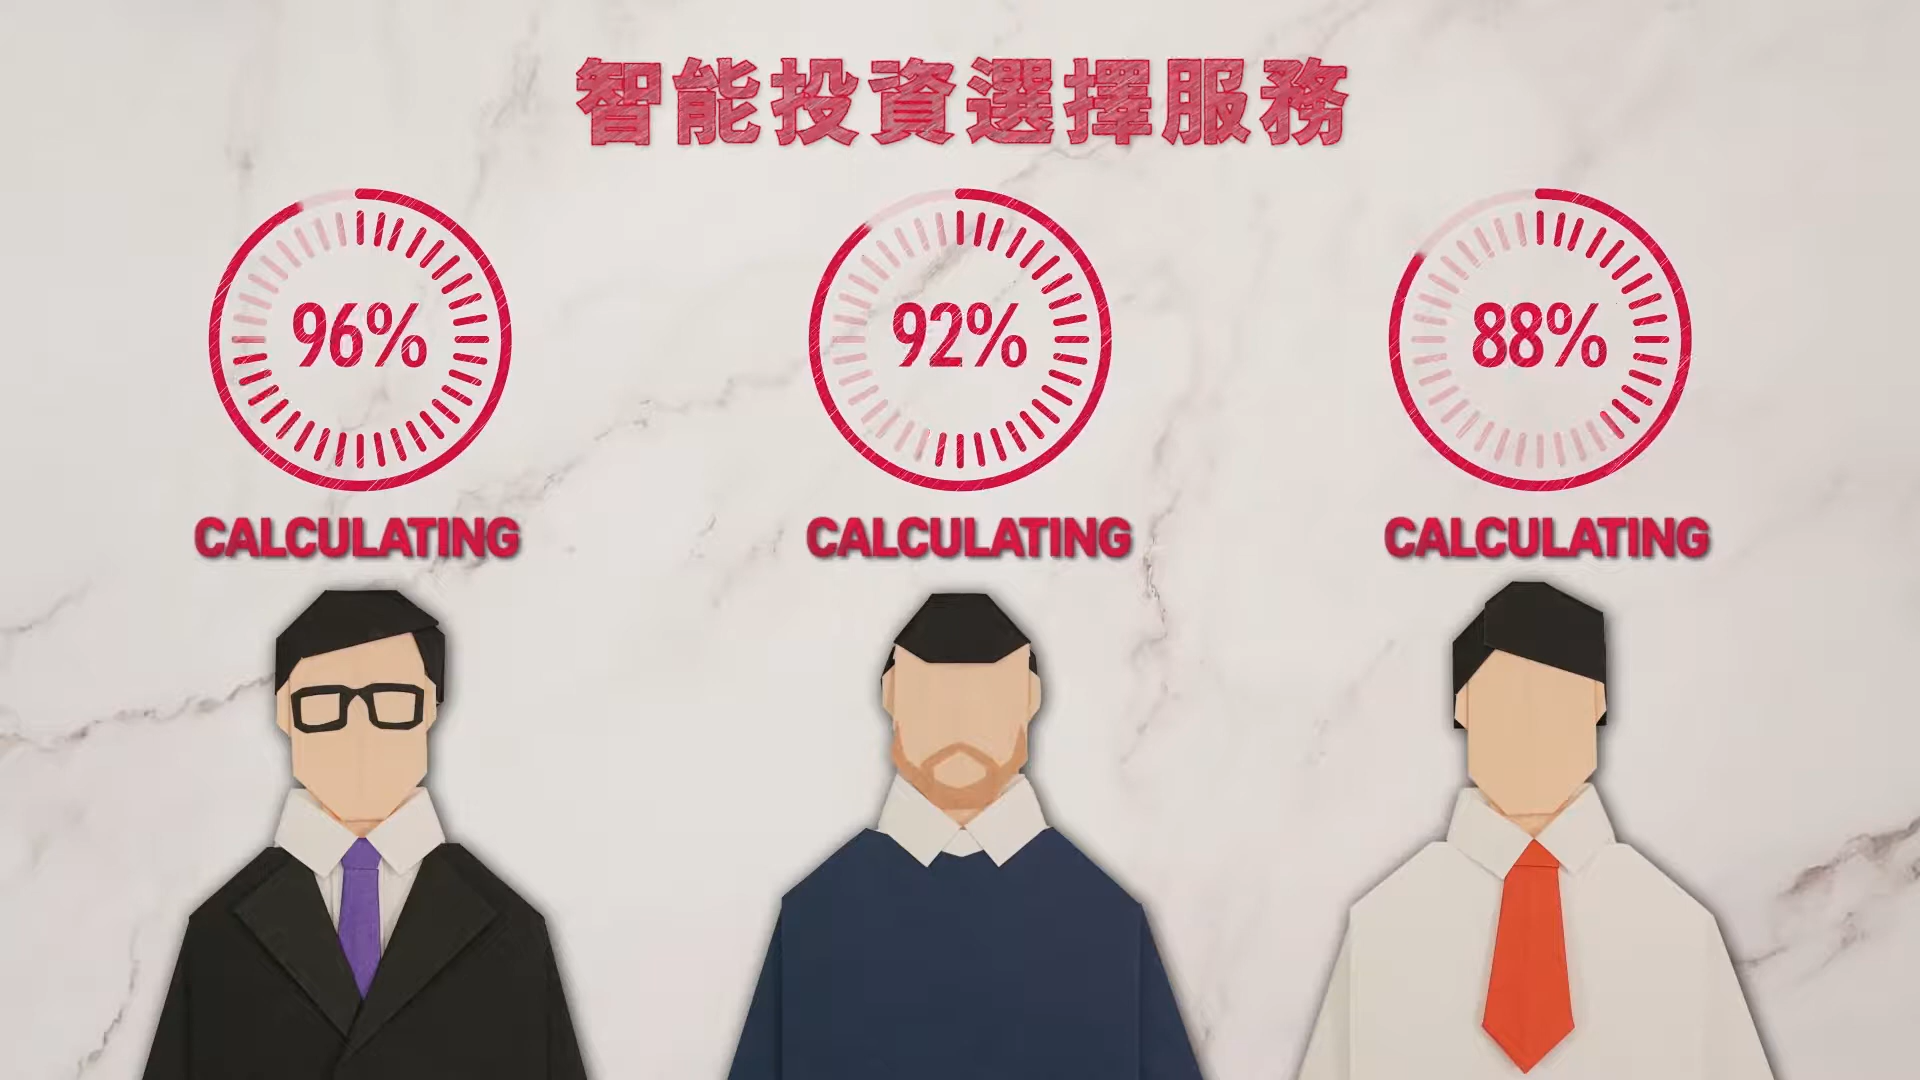 智能投資選擇服務
96% 92% 88%
CALCULATING CALCULATING CALCULATING